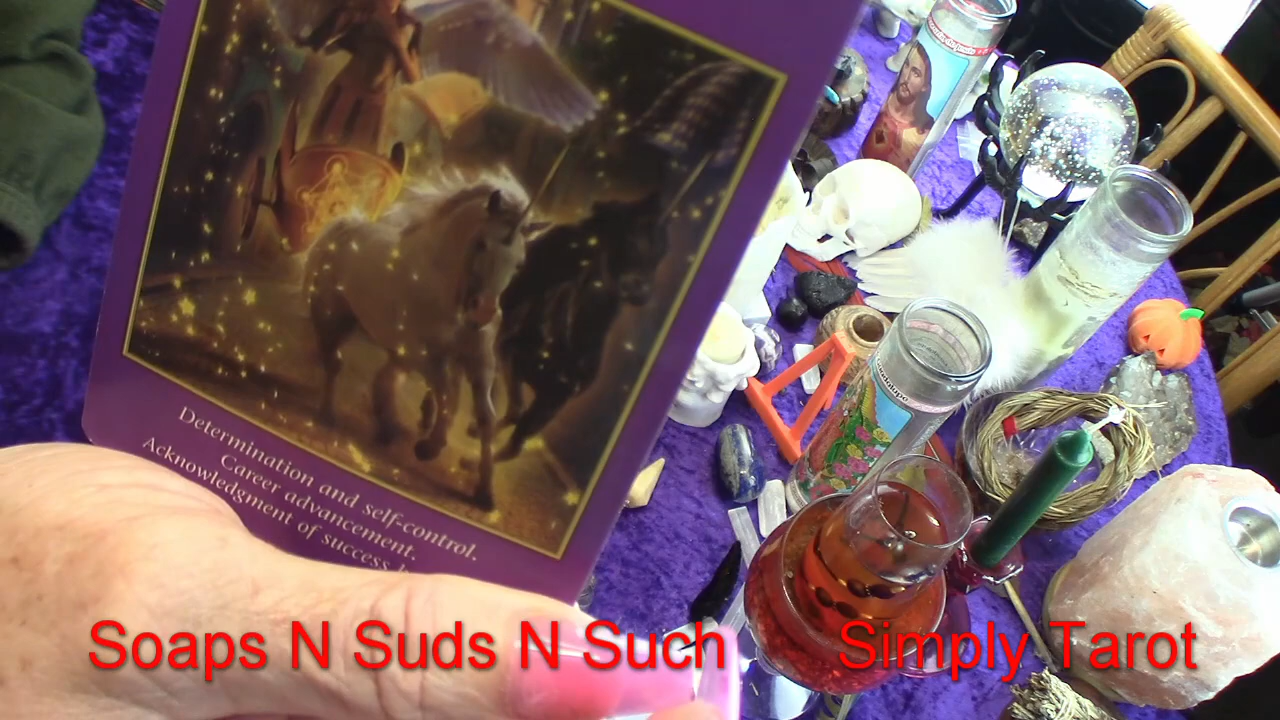 Determination and self-control.
Career advancement.
Acknowledgment of success
Soaps N Suds N Such Simply Tarot